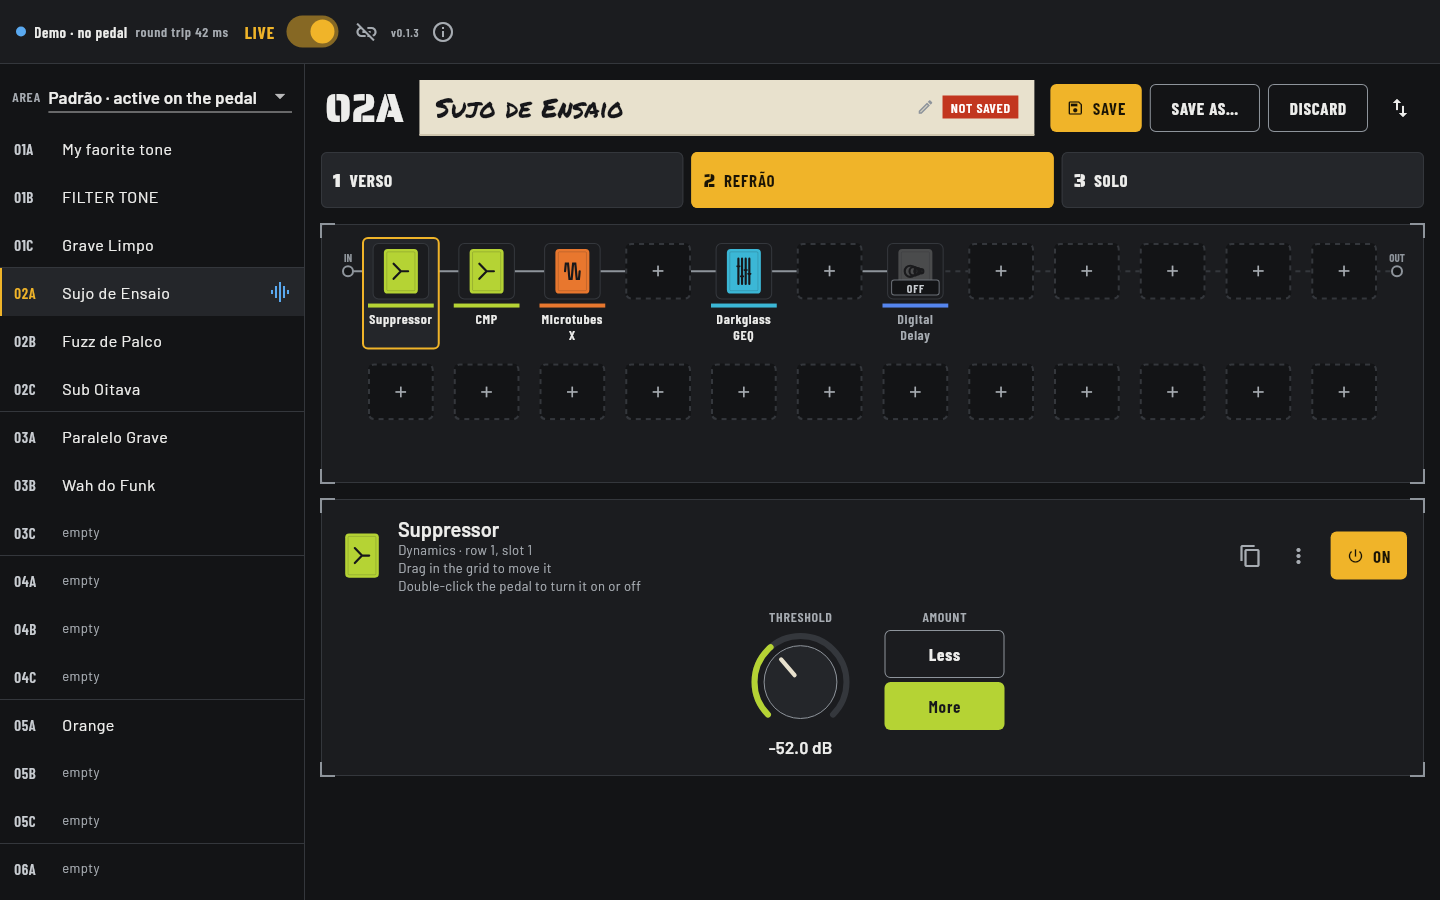 Demo · no pedal round trip 42 ms LIVE v0.1.3
AREA Padrão · active on the pedal
01A My faorite tone
01B FILTER TONE
01C Grave Limpo
02A Sujo de Ensaio
02B Fuzz de Palco
02C Sub Oitava
03A Paralelo Grave
03B Wah do Funk
03C empty
04A empty
04B empty
04C empty
05A Orange
05B empty
05C empty
06A empty
02A Sujo de Ensaio NOT SAVED SAVE SAVE AS... DISCARD
1 VERSO 2 REFRÃO 3 SOLO
IN OUT
OFF
Suppressor CMP Microtubes X Darkglass GEQ Digital Delay
Suppressor
Dynamics · row 1, slot 1
Drag in the grid to move it
Double-click the pedal to turn it on or off
ON
THRESHOLD AMOUNT
Less
More
-52.0 dB